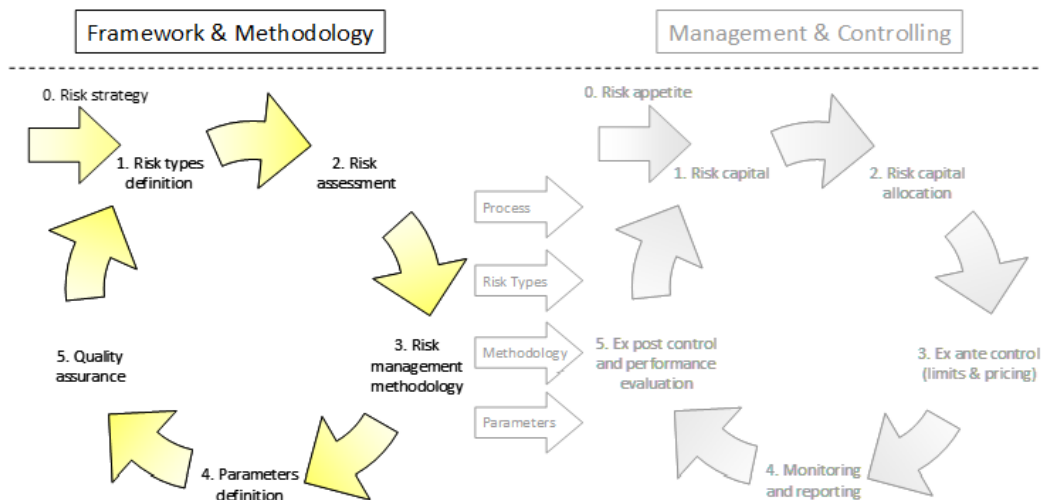 Framework & Methodology
Management & Controlling
0. Risk strategy
1. Risk types
definition
2. Risk
assessment
3. Risk
management
methodology
4. Parameters
definition
5. Quality
assurance
Process
Risk Types
Methodology
Parameters
0. Risk appetite
1. Risk capital
2. Risk capital
allocation
3. Ex ante control
(limits & pricing)
4. Monitoring
and reporting
5. Ex post control
and performance
evaluation